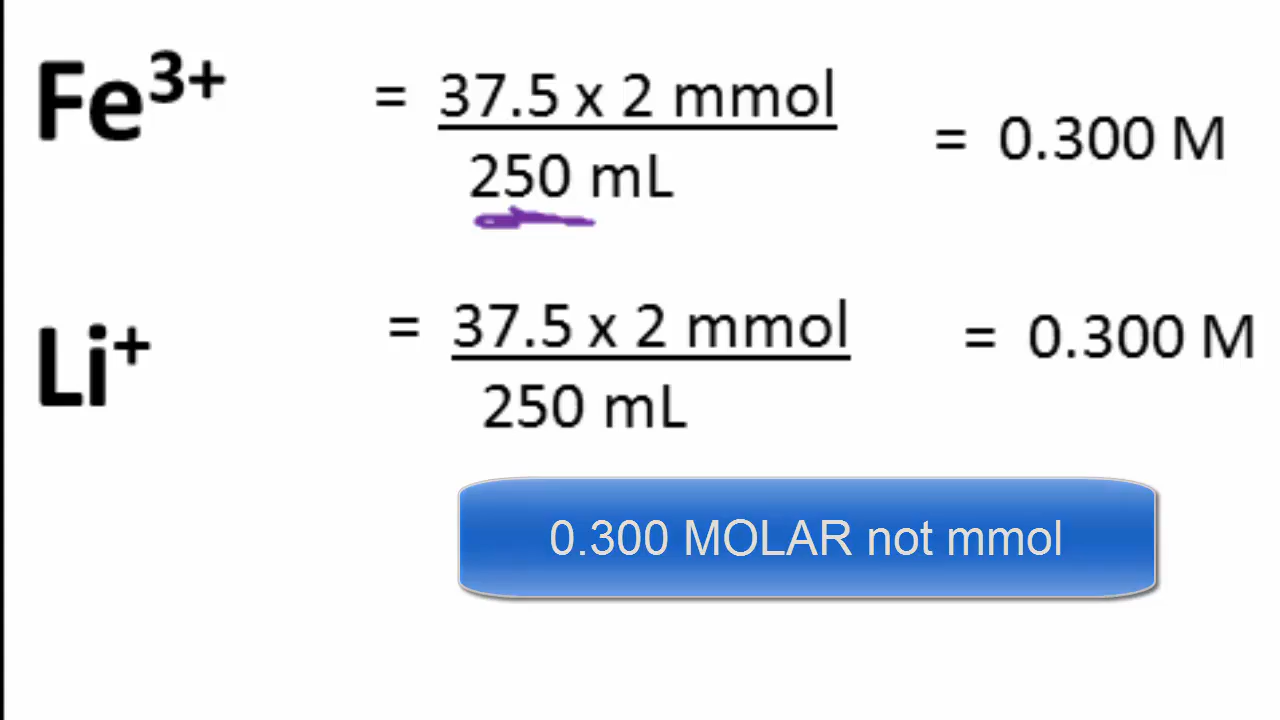 Fe³⁺ = 37.5 x 2 mmol = 0.300 M
250 mL
Li⁺ = 37.5 x 2 mmol = 0.300 M
250 mL
0.300 MOLAR not mmol